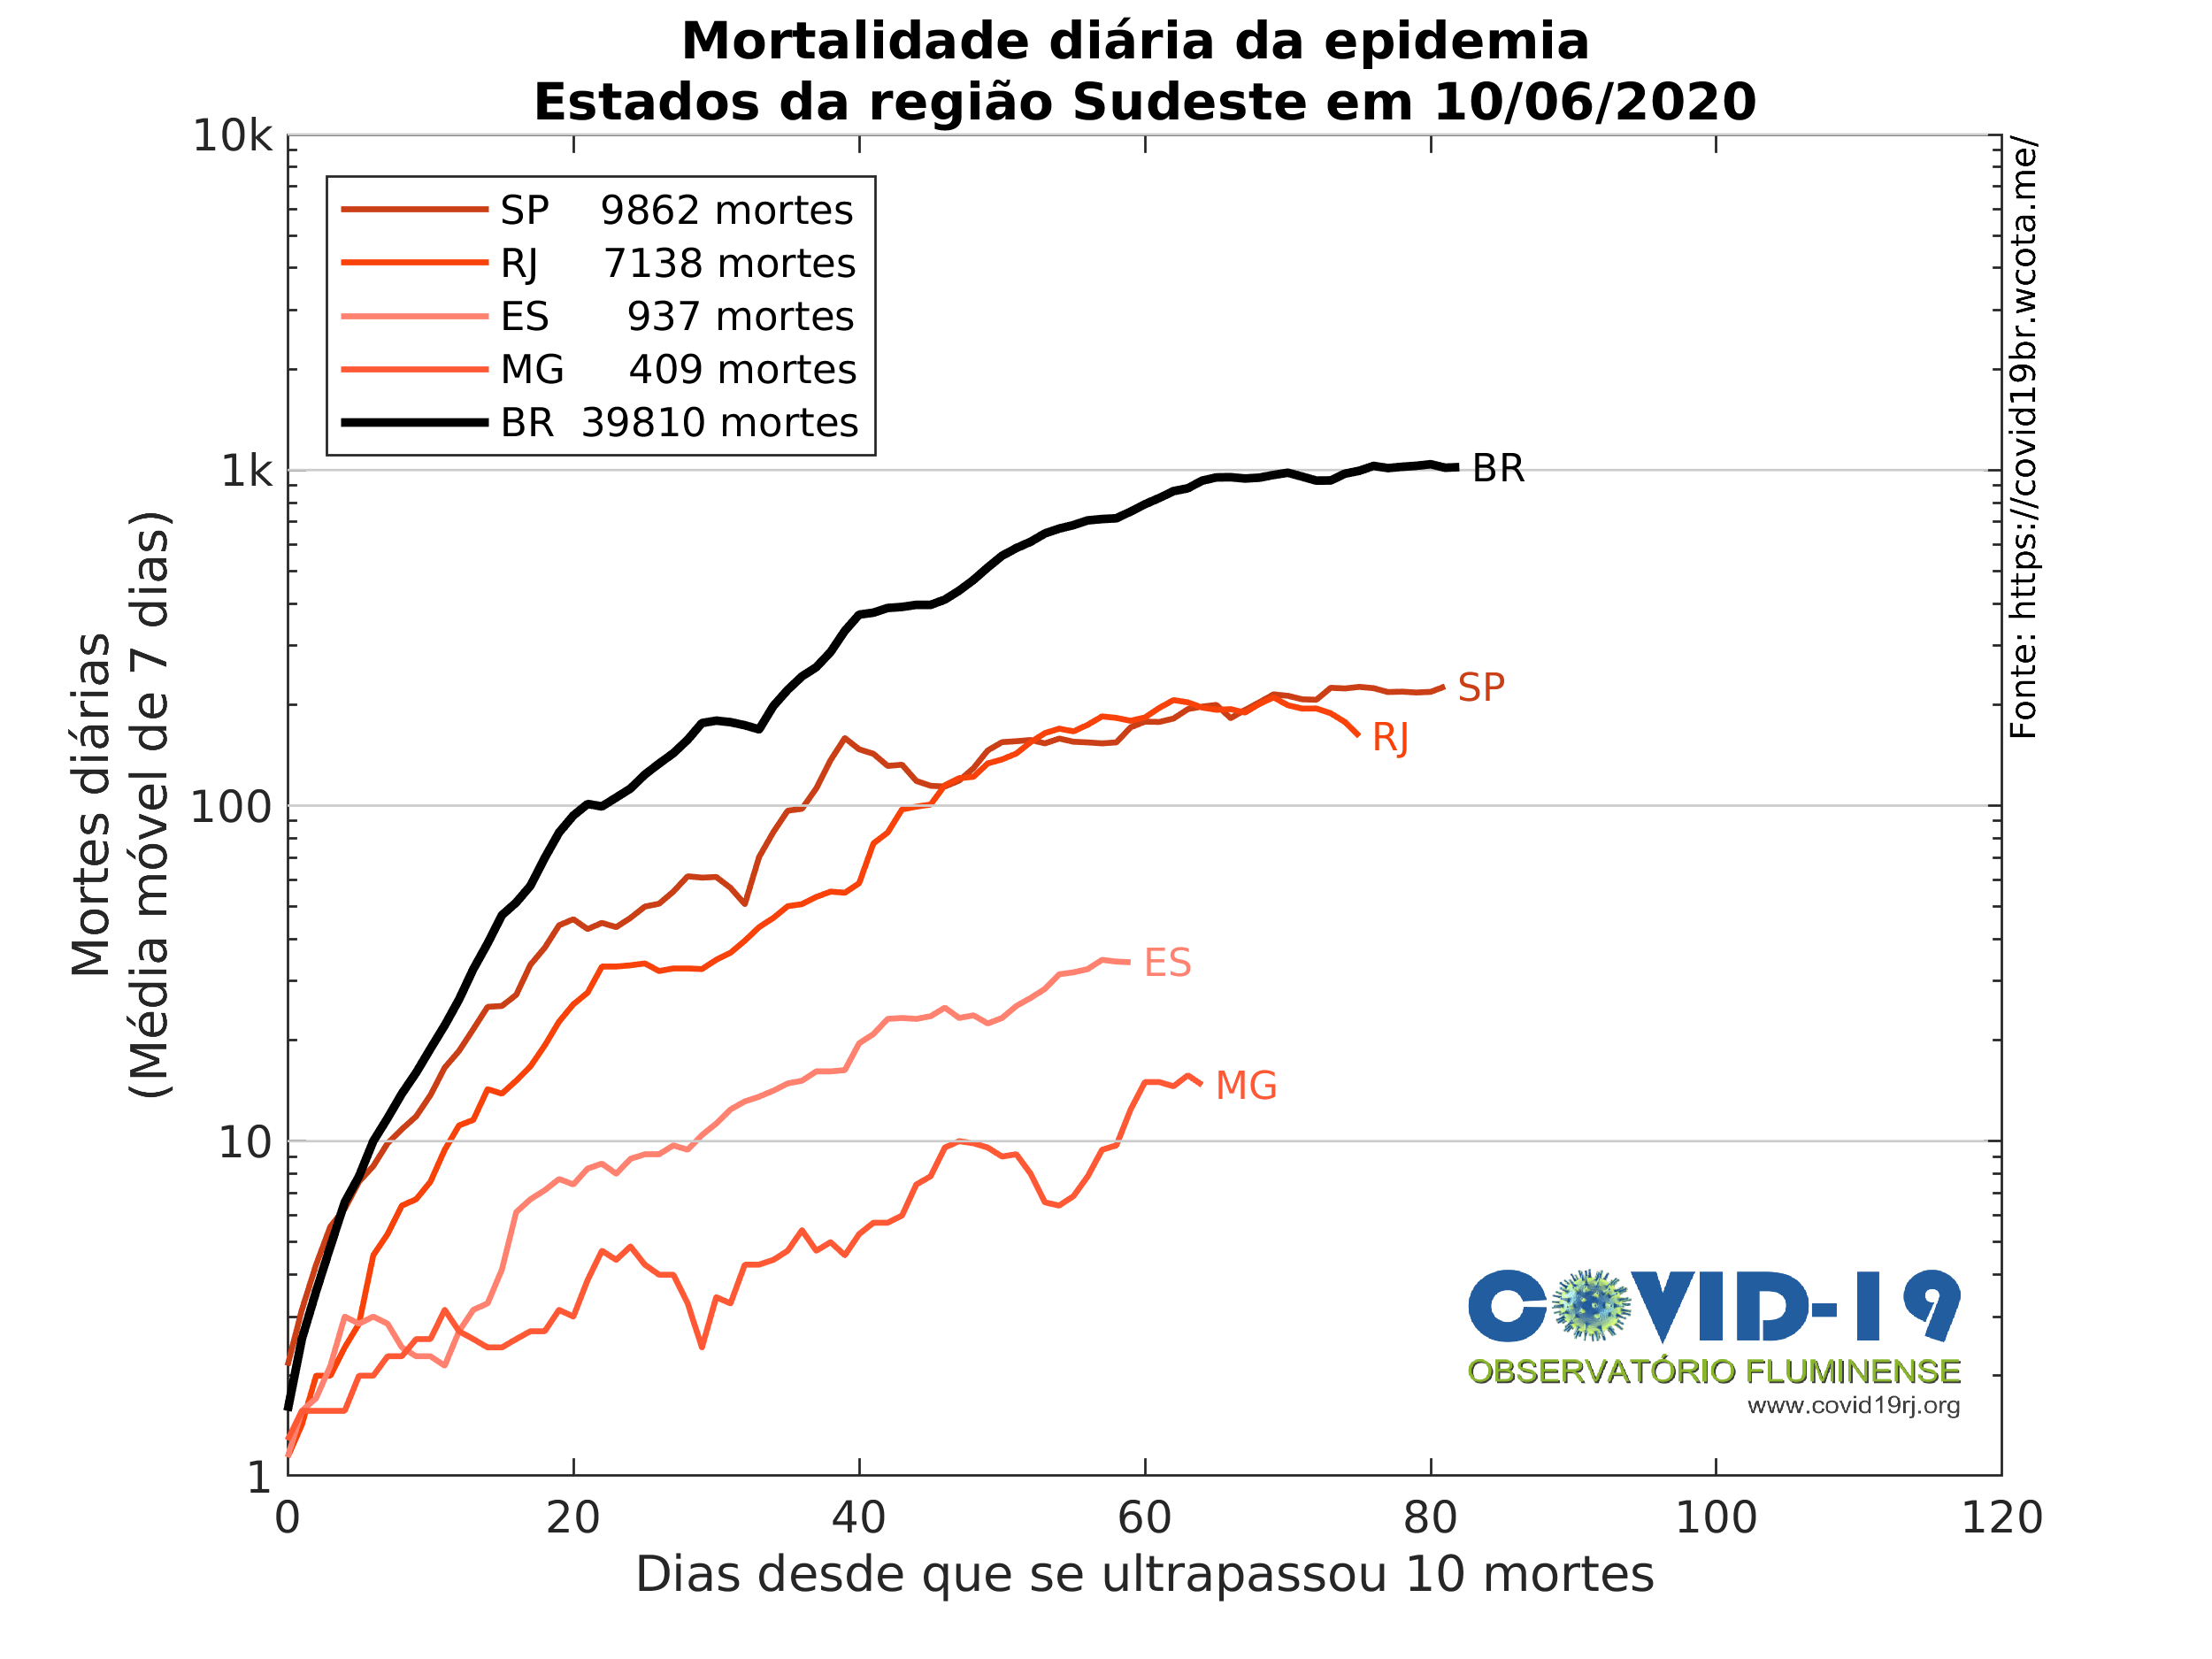 Mortalidade diária da epidemia
Estados da região Sudeste em 10/06/2020
10k
1k
100
10
1
Mortes diárias
(Média móvel de 7 dias)
SP 9862 mortes
RJ 7138 mortes
ES 937 mortes
MG 409 mortes
BR 39810 mortes
BR
SP
RJ
ES
MG
Fonte: https://covid19br.wcota.me/
COVID-19
OBSERVATÓRIO FLUMINENSE
www.covid19rj.org
0 20 40 60 80 100 120
Dias desde que se ultrapassou 10 mortes